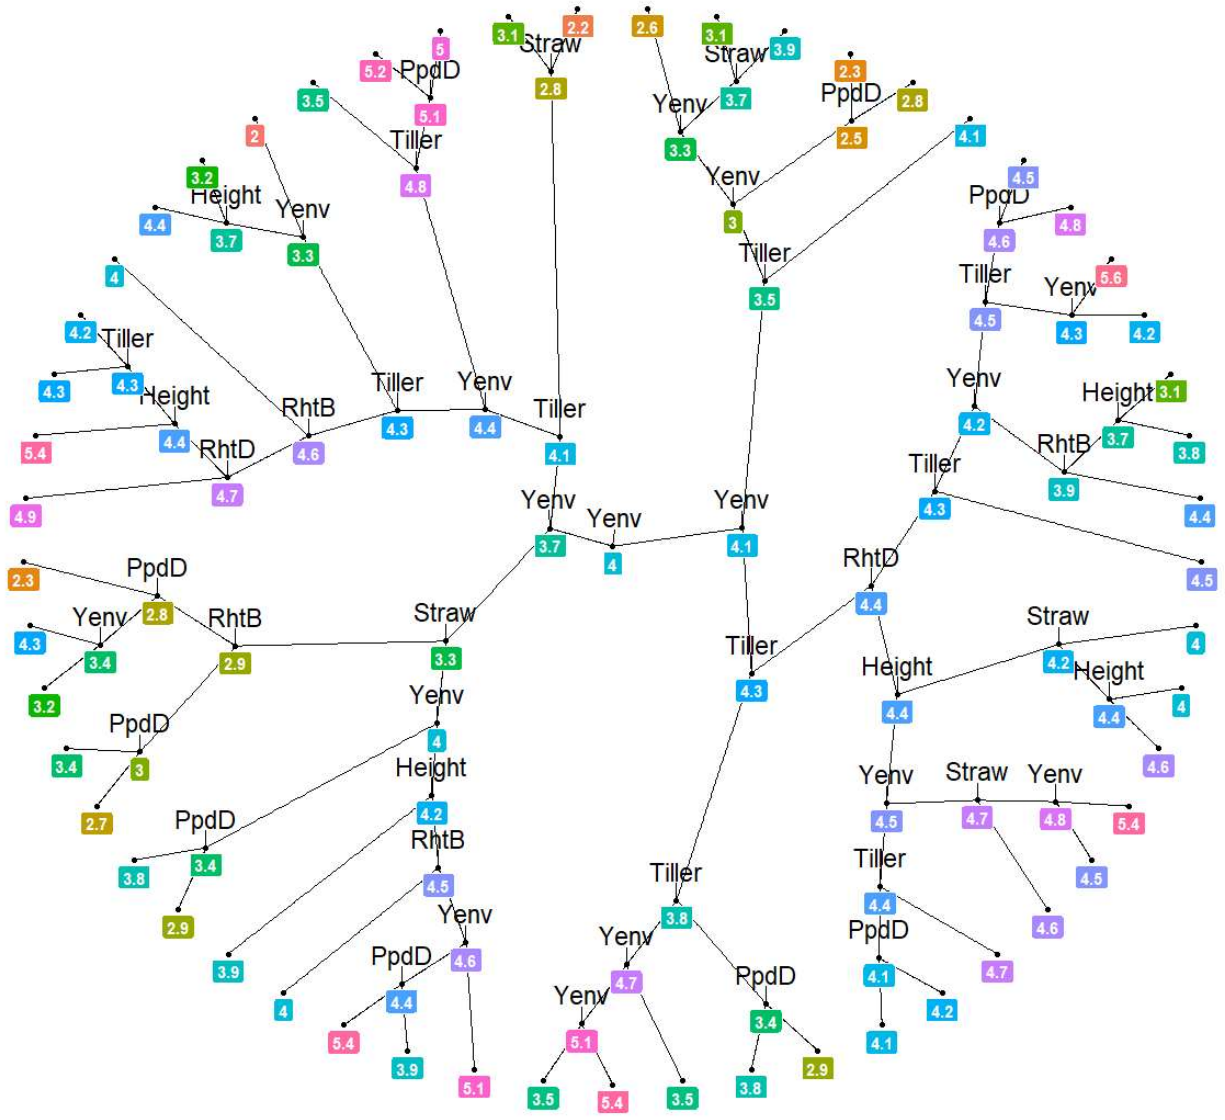 5 2.2
3.1 Straw 2.6 3.1 Straw 3.9
5.2 PpdD 2.3
3.5 2.8 3.7 PpdD 2.8
5.1 Yenv
2 Tiller 2.5 4.1
3.3
3.2 4.8 Yenv 4.5
Height Yenv PpdD
4.4 3.7 3.3 3 4.6 4.8
Tiller
4 Tiller Yenv 5.6
3.5 4.5 4.3 4.2
4.2 Tiller
4.3 4.3 Height Tiller Yenv Yenv Height 3.1
RhtB Tiller 4.2
5.4 4.4 RhtD 4.6 4.3 4.4 4.1 Tiller RhtB 3.7 3.8
4.7 3.9
4.9 Yenv Yenv Yenv 4.3 4.4
3.7 4 4.1
2.3 PpdD RhtD 4.5
Yenv 2.8 RhtB Straw 4.4 Straw
4.3 3.4 2.9 3.3 Tiller Height 4.2 4
3.2 Yenv 4.3 4.4 Height
PpdD 4 4.4 4
3.4 3 Height Yenv Straw Yenv 4.6
2.7 PpdD 4.2 4.5 4.7 4.8 5.4
3.8 3.4 RhtB Tiller Tiller 4.5
4.5 3.8 4.4
2.9 Yenv Yenv PpdD 4.6
3.9 PpdD 4.6 4.7 PpdD 4.1 4.7
4 4.4 Yenv 3.4 4.2
5.4 5.1 4.1
3.9 5.1 3.5 5.4 3.5 3.8 2.9